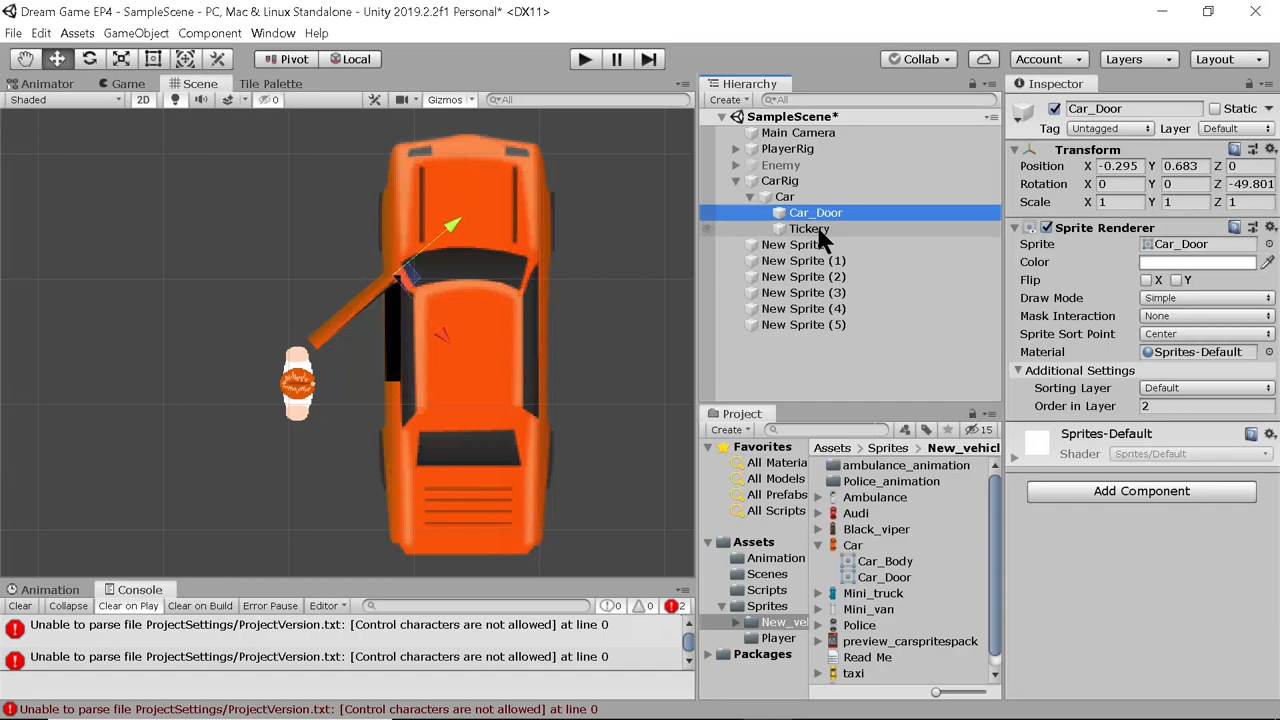 Dream Game EP4 - SampleScene - PC, Mac & Linux Standalone - Unity 2019.2.2f1 Personal* <DX11>
File Edit Assets GameObject Component Window Help
Pivot Local Collab Account Layers Layout
Animator Game Scene Tile Palette Hierarchy Inspector
Shaded 2D 0 Gizmos All Create All Car_Door Static
SampleScene* Tag Untagged Layer Default
Main Camera
PlayerRig Transform
Enemy Position X -0.295 Y 0.683 Z 0
CarRig Rotation X 0 Y 0 Z -49.801
Car Scale X 1 Y 1 Z 1
Car_Door
Tickery Sprite Renderer
New Sprite Sprite Car_Door
New Sprite (1) Color
New Sprite (2) Flip X Y
New Sprite (3) Draw Mode Simple
New Sprite (4) Mask Interaction None
New Sprite (5) Sprite Sort Point Center
Material Sprites-Default
Additional Settings
Sorting Layer Default
Order in Layer 2
Project
Create 15 Sprites-Default
Favorites Assets Sprites New_vehicl Shader Sprites/Default
All Materia ambulance_animation
All Models Police_animation
All Prefabs Ambulance Add Component
All Scripts Audi
Black_viper
Assets Car
Animation Car_Body
Scenes Car_Door
Scripts Mini_truck
Sprites Mini_van
New_veh Police
Player preview_carspritespack
Packages Read Me
taxi
Animation Console
Clear Collapse Clear on Play Clear on Build Error Pause Editor 0 0 2
Unable to parse file ProjectSettings/ProjectVersion.txt: [Control characters are not allowed] at line 0
Unable to parse file ProjectSettings/ProjectVersion.txt: [Control characters are not allowed] at line 0
Unable to parse file ProjectSettings/ProjectVersion.txt: [Control characters are not allowed] at line 0